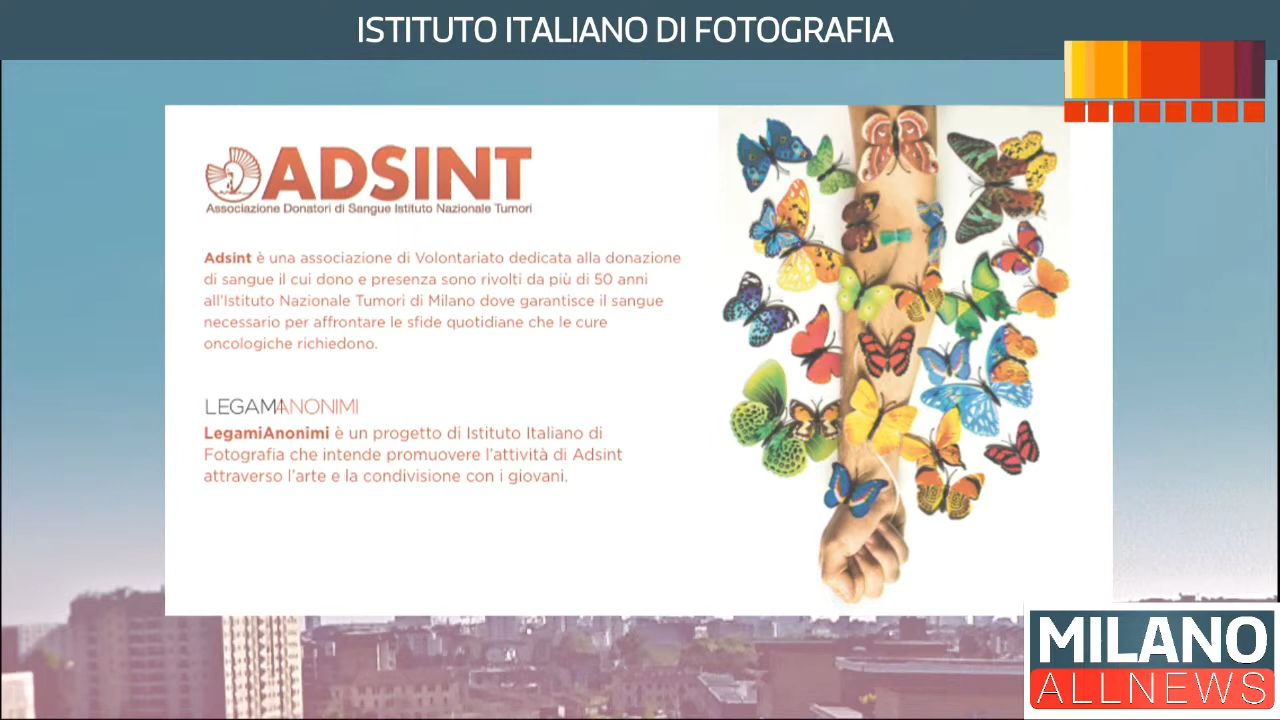 ISTITUTO ITALIANO DI FOTOGRAFIA
ADSINT
Associazione Donatori di Sangue Istituto Nazionale Tumori
Adsint è una associazione di Volontariato dedicata alla donazione
di sangue il cui dono e presenza sono rivolti da più di 50 anni
all'Istituto Nazionale Tumori di Milano dove garantisce il sangue
necessario per affrontare le sfide quotidiane che le cure
oncologiche richiedono.
LEGAMIANONIMI
LegamiAnonimi è un progetto di Istituto Italiano di
Fotografia che intende promuovere l'attività di Adsint
attraverso l'arte e la condivisione con i giovani.
MILANO
ALLNEWS